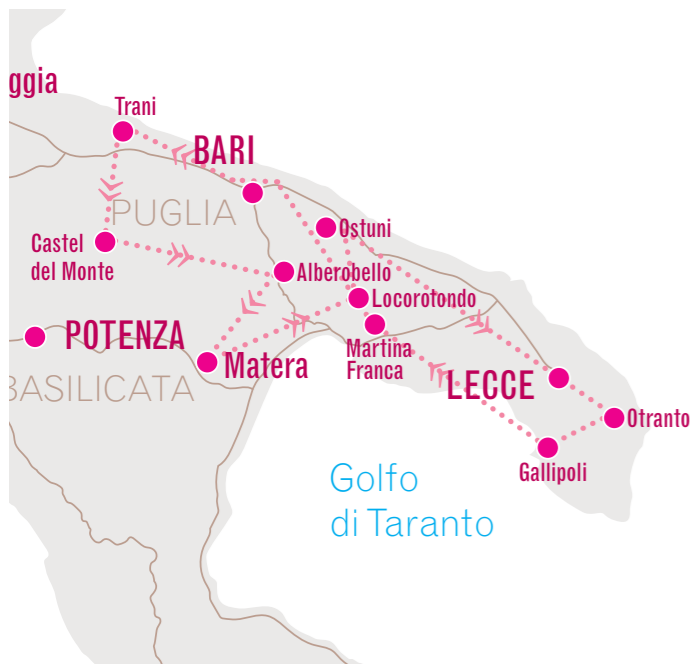 ggia
Trani
BARI
PUGLIA
Ostuni
Castel
del Monte
Alberobello
Locorotondo
POTENZA
Martina
Franca
Matera
BASILICATA
LECCE
Otranto
Gallipoli
Golfo
di Taranto